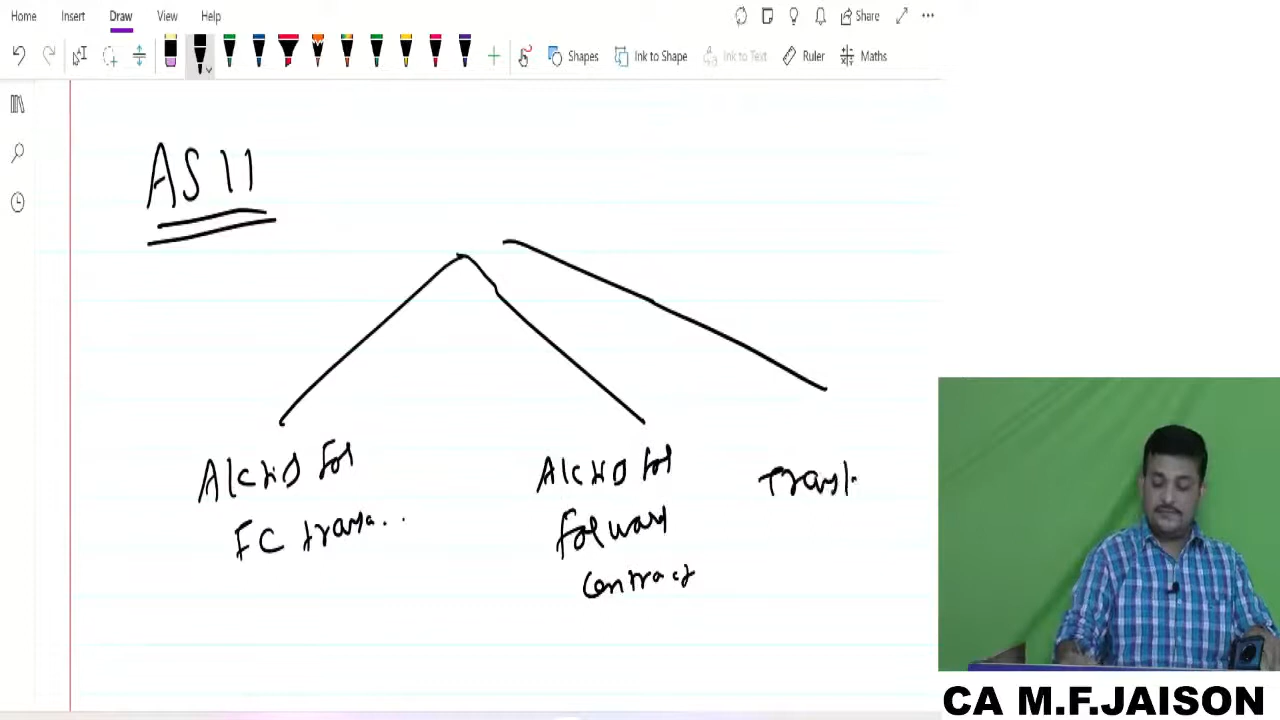 Home Insert Draw View Help
Share
Shapes Ink to Shape Ink to Text Ruler Maths
AS 11
A/c for
FC trans..
A/c for
Forward
Contract
Transl.
CA M.F.JAISON